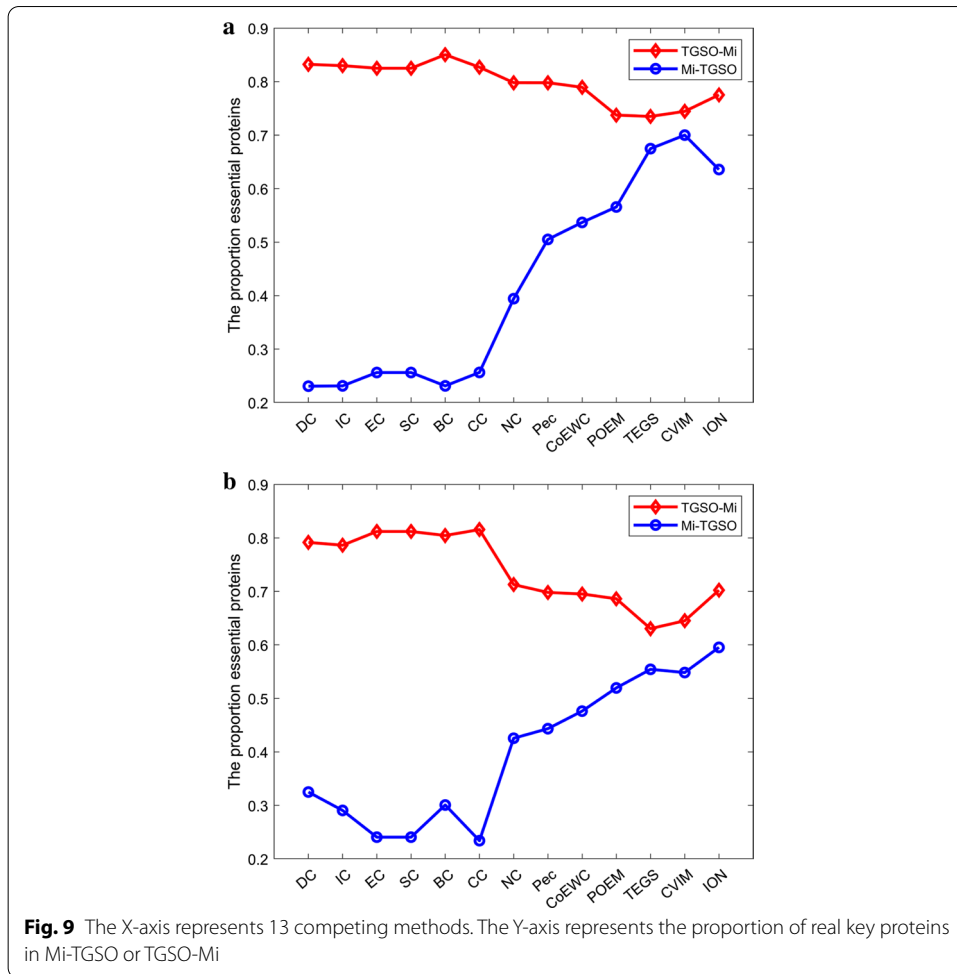 a
The proportion essential proteins
0.9
0.8
0.7
0.6
0.5
0.4
0.3
0.2
TGSO-Mi
Mi-TGSO
DC IC EC SC BC CC NC Pec CoEWC POEM TEGS CVIM ION
b
The proportion essential proteins
0.9
0.8
0.7
0.6
0.5
0.4
0.3
0.2
TGSO-Mi
Mi-TGSO
DC IC EC SC BC CC NC Pec CoEWC POEM TEGS CVIM ION
Fig. 9 The X-axis represents 13 competing methods. The Y-axis represents the proportion of real key proteins
in Mi-TGSO or TGSO-Mi